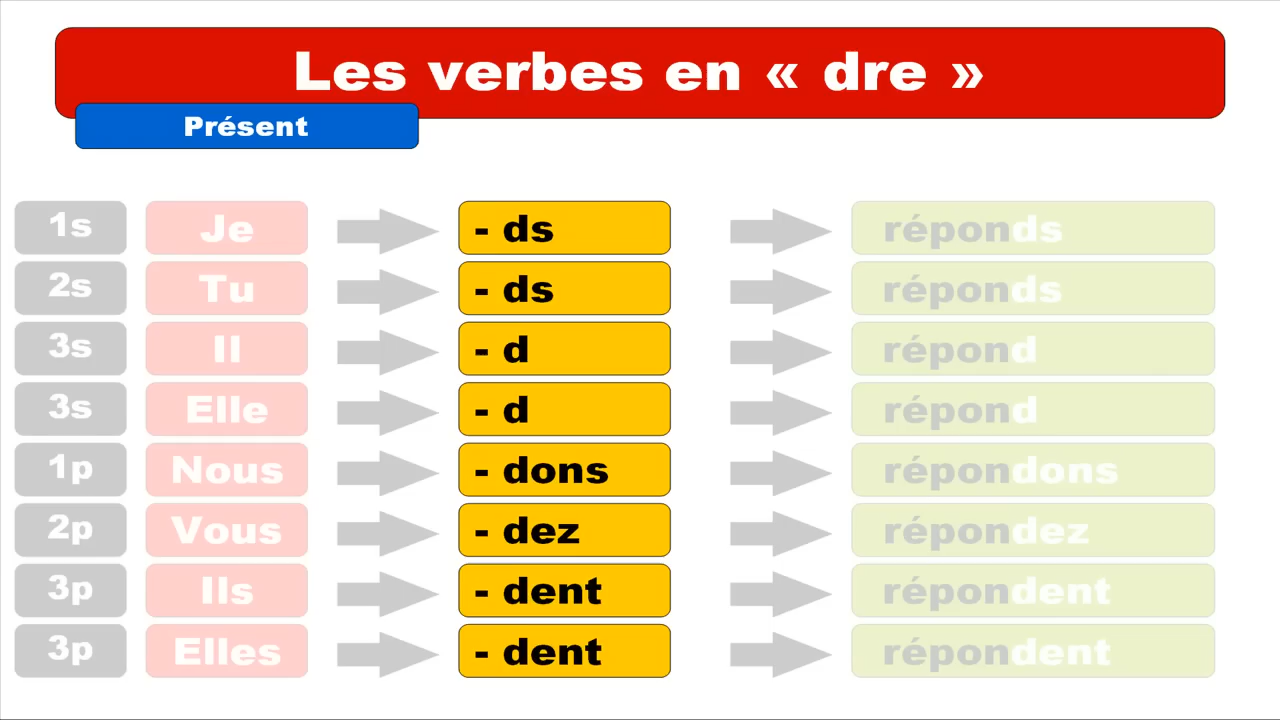 Les verbes en « dre »
Présent
1s Je - ds réponds
2s Tu - ds réponds
3s Il - d répond
3s Elle - d répond
1p Nous - dons répondons
2p Vous - dez répondez
3p Ils - dent répondent
3p Elles - dent répondent